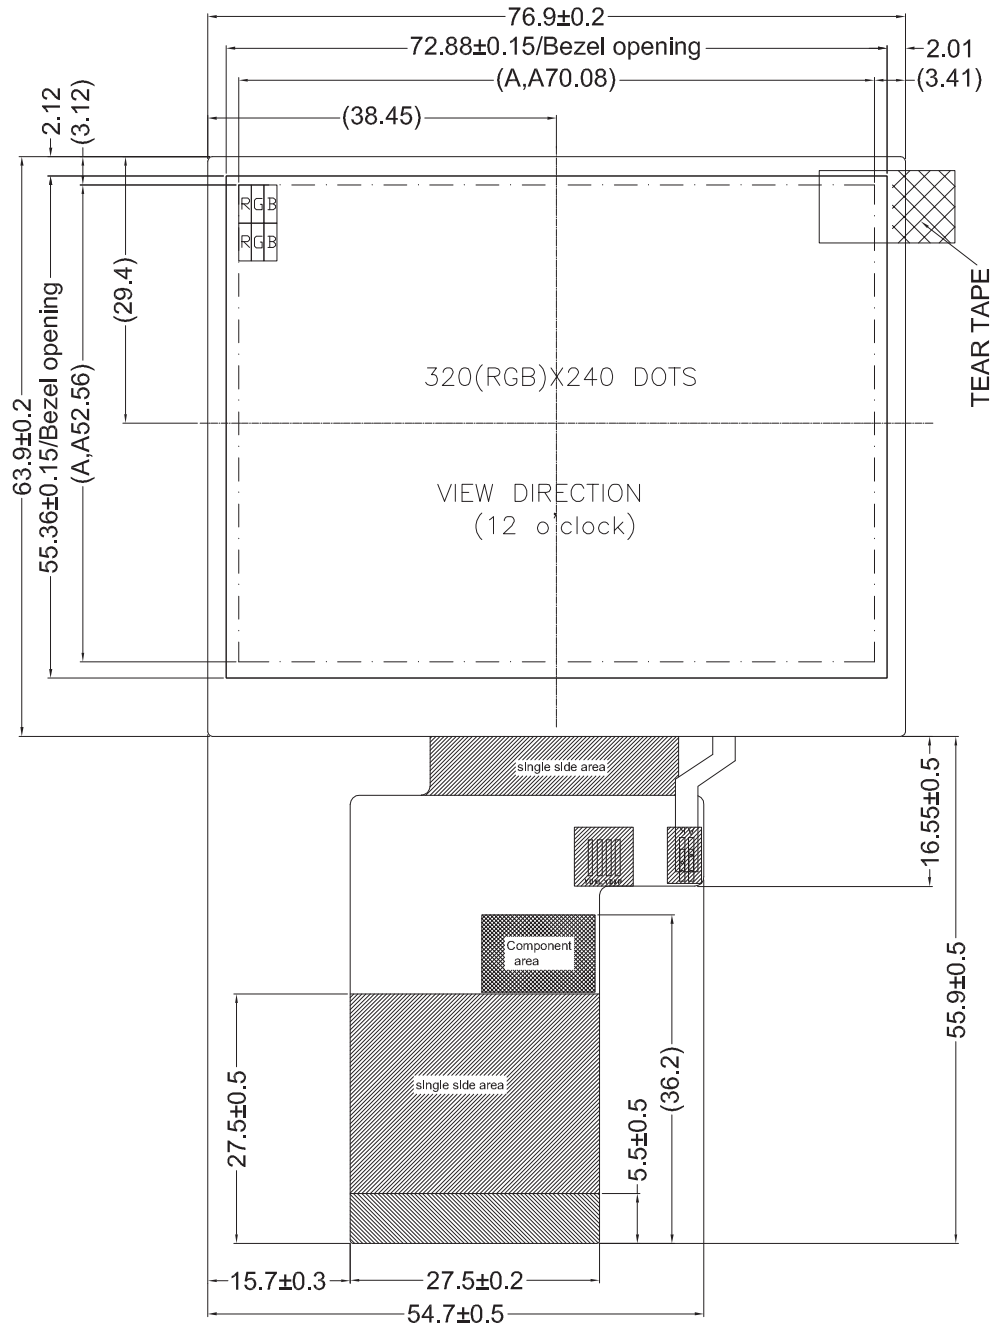 76.9±0.2
72.88±0.15/Bezel opening
2.01
(A,A70.08)
(3.41)
(38.45)
2.12
(3.12)
RGB
RGB
(29.4)
63.9±0.2
55.36±0.15/Bezel opening
(A,A52.56)
TEAR TAPE
320(RGB)X240 DOTS
VIEW DIRECTION
(12 o'clock)
single side area
16.55±0.5
Component
area
55.9±0.5
single side area
27.5±0.5
(36.2)
5.5±0.5
15.7±0.3
27.5±0.2
54.7±0.5